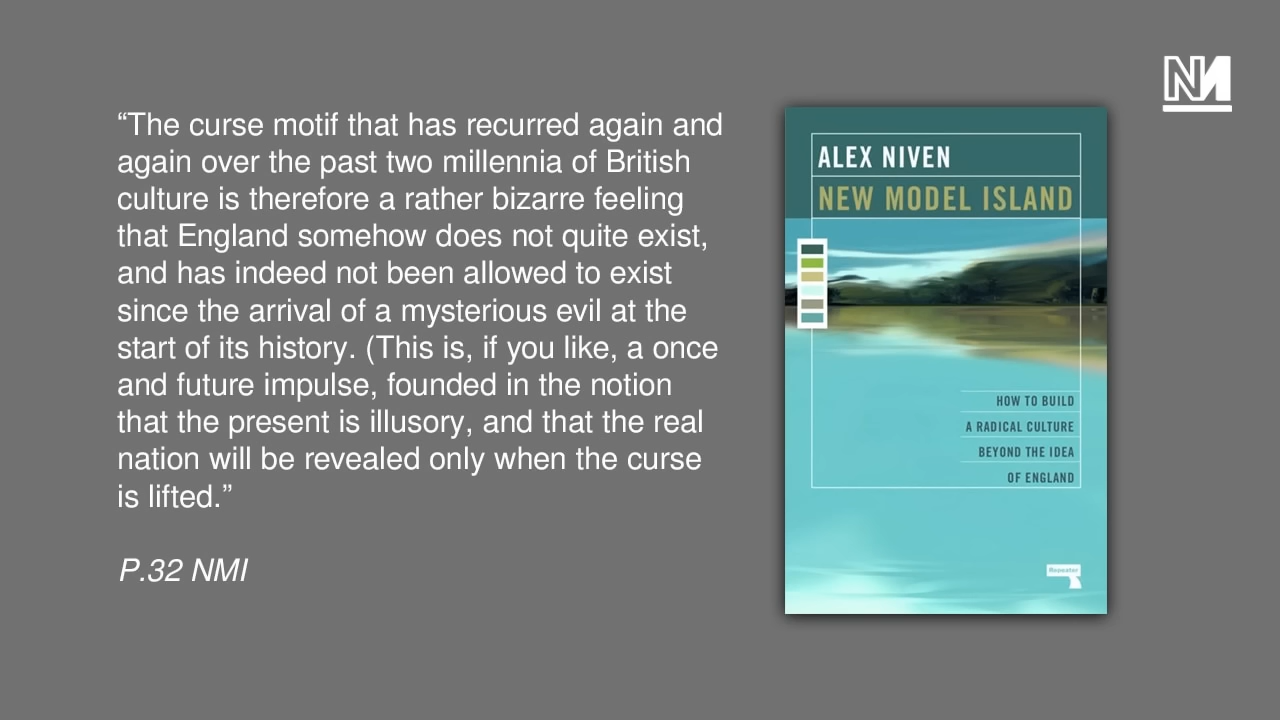 “The curse motif that has recurred again and
again over the past two millennia of British
culture is therefore a rather bizarre feeling
that England somehow does not quite exist,
and has indeed not been allowed to exist
since the arrival of a mysterious evil at the
start of its history. (This is, if you like, a once
and future impulse, founded in the notion
that the present is illusory, and that the real
nation will be revealed only when the curse
is lifted.”
P.32 NMI
NM
ALEX NIVEN
NEW MODEL ISLAND
HOW TO BUILD
A RADICAL CULTURE
BEYOND THE IDEA
OF ENGLAND
Repeater